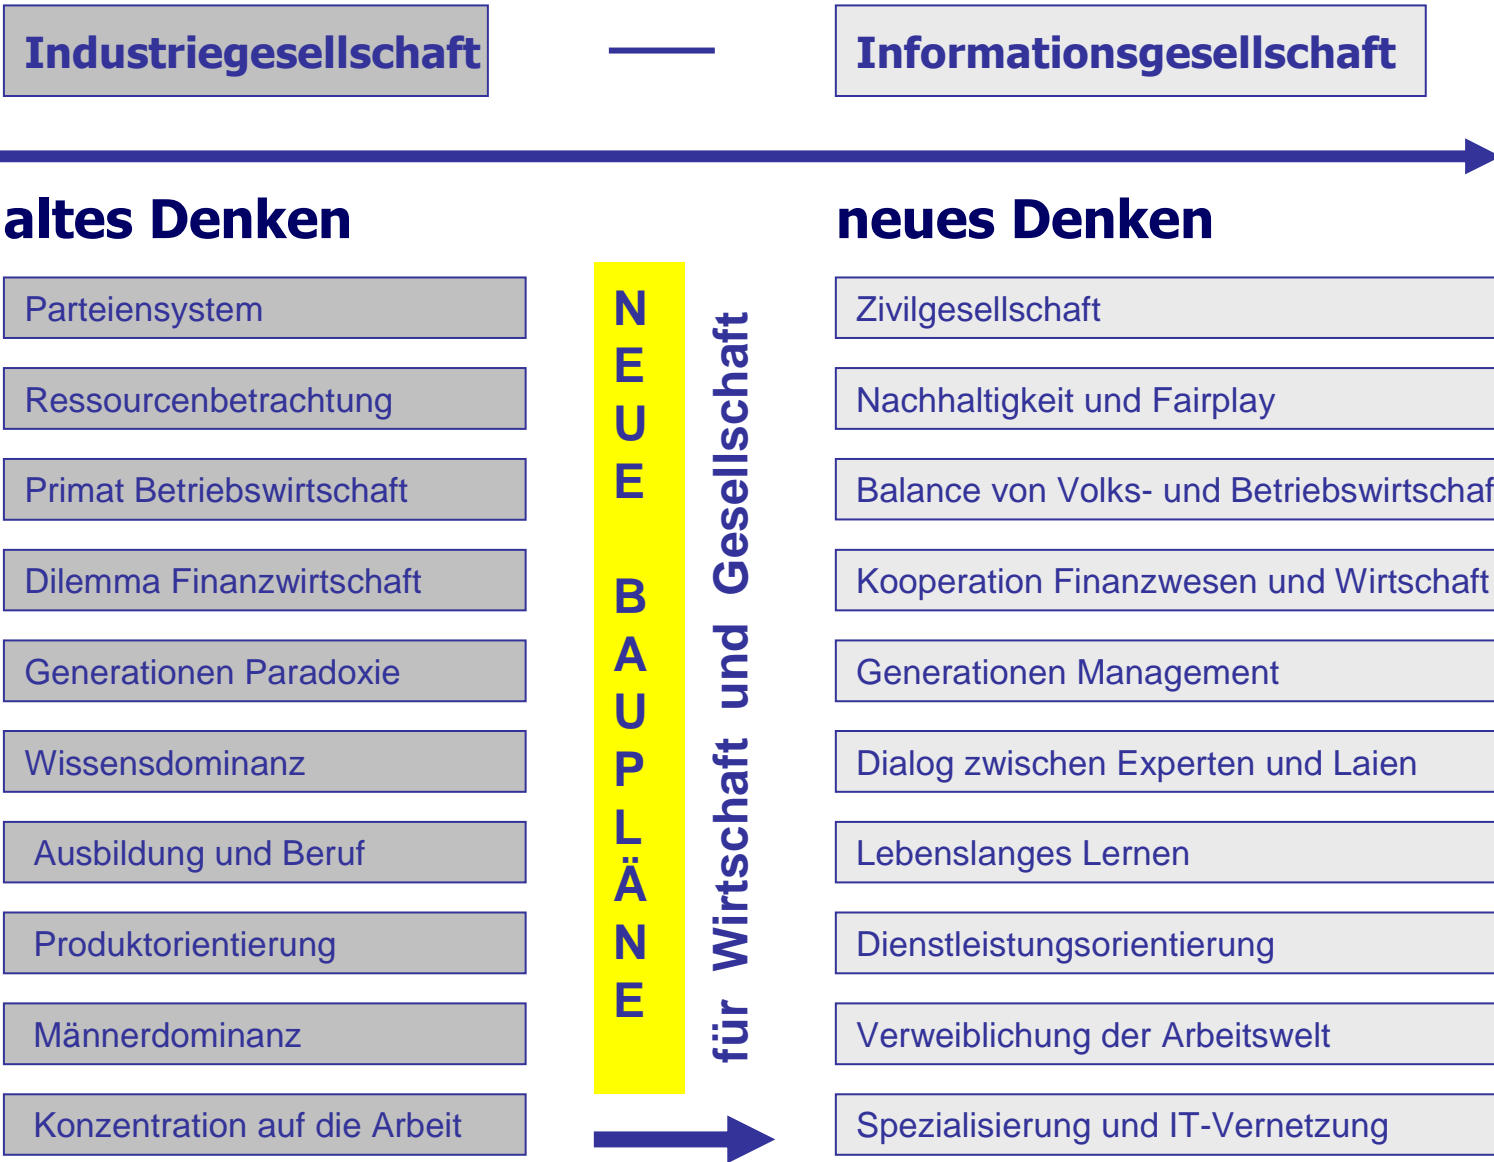 Industriegesellschaft
Informationsgesellschaft
altes Denken
neues Denken
Parteiensystem
Ressourcenbetrachtung
Primat Betriebswirtschaft
Dilemma Finanzwirtschaft
Generationen Paradoxie
Wissensdominanz
Ausbildung und Beruf
Produktorientierung
Männerdominanz
Konzentration auf die Arbeit
NEUE BAUPLÄNE
für Wirtschaft und Gesellschaft
Zivilgesellschaft
Nachhaltigkeit und Fairplay
Balance von Volks- und Betriebswirtschaf
Kooperation Finanzwesen und Wirtschaft
Generationen Management
Dialog zwischen Experten und Laien
Lebenslanges Lernen
Dienstleistungsorientierung
Verweiblichung der Arbeitswelt
Spezialisierung und IT-Vernetzung